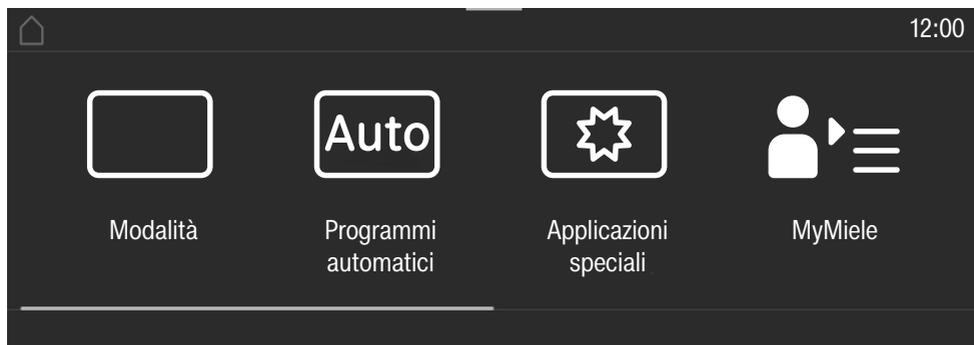 12:00
Auto
Modalità
Programmi
automatici
Applicazioni
speciali
MyMiele